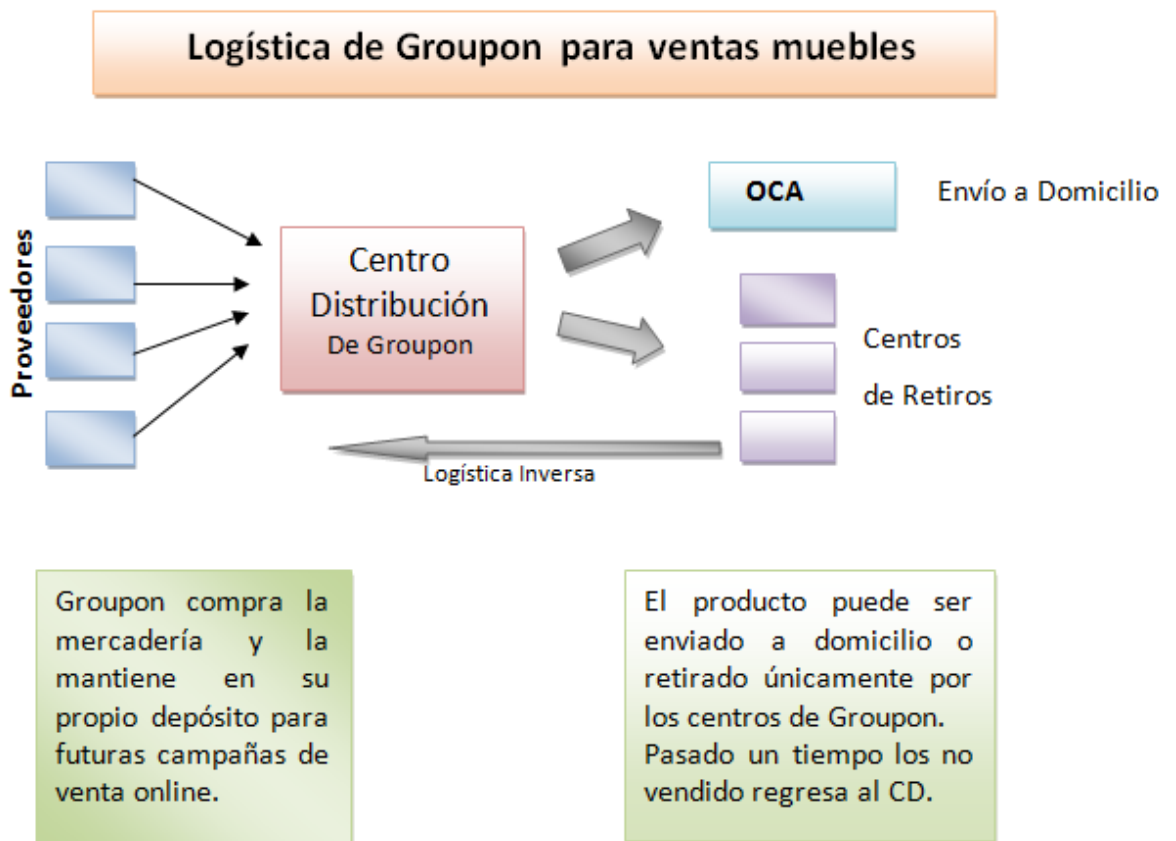 Logística de Groupon para ventas muebles
Proveedores
Centro
Distribución
De Groupon
OCA
Envío a Domicilio
Centros
de Retiros
Logística Inversa
Groupon compra la
mercadería y la
mantiene en su
propio depósito para
futuras campañas de
venta online.
El producto puede ser
enviado a domicilio o
retirado únicamente por
los centros de Groupon.
Pasado un tiempo los no
vendido regresa al CD.